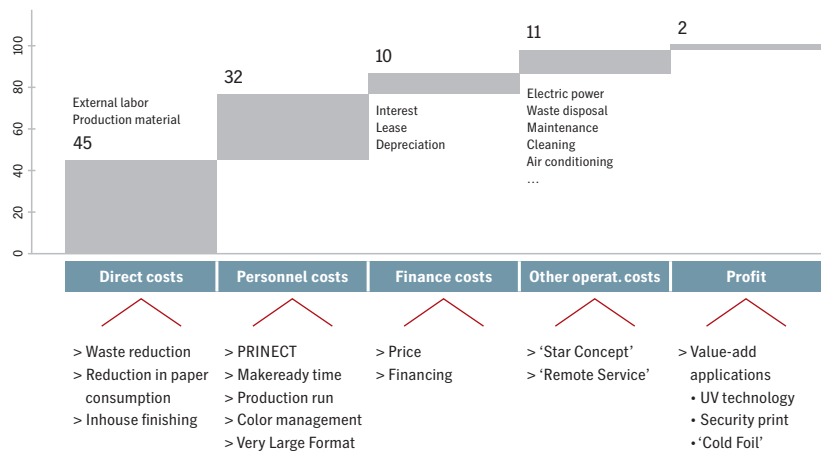 100
80
60
40
20
0
External labor
Production material
45
32
10
Interest
Lease
Depreciation
11
Electric power
Waste disposal
Maintenance
Cleaning
Air conditioning
...
2
Direct costs
Personnel costs
Finance costs
Other operat. costs
Profit
> Waste reduction
> Reduction in paper
consumption
> Inhouse finishing
> PRINECT
> Makeready time
> Production run
> Color management
> Very Large Format
> Price
> Financing
> ‘Star Concept’
> ‘Remote Service’
> Value-add
applications
• UV technology
• Security print
• ‘Cold Foil’